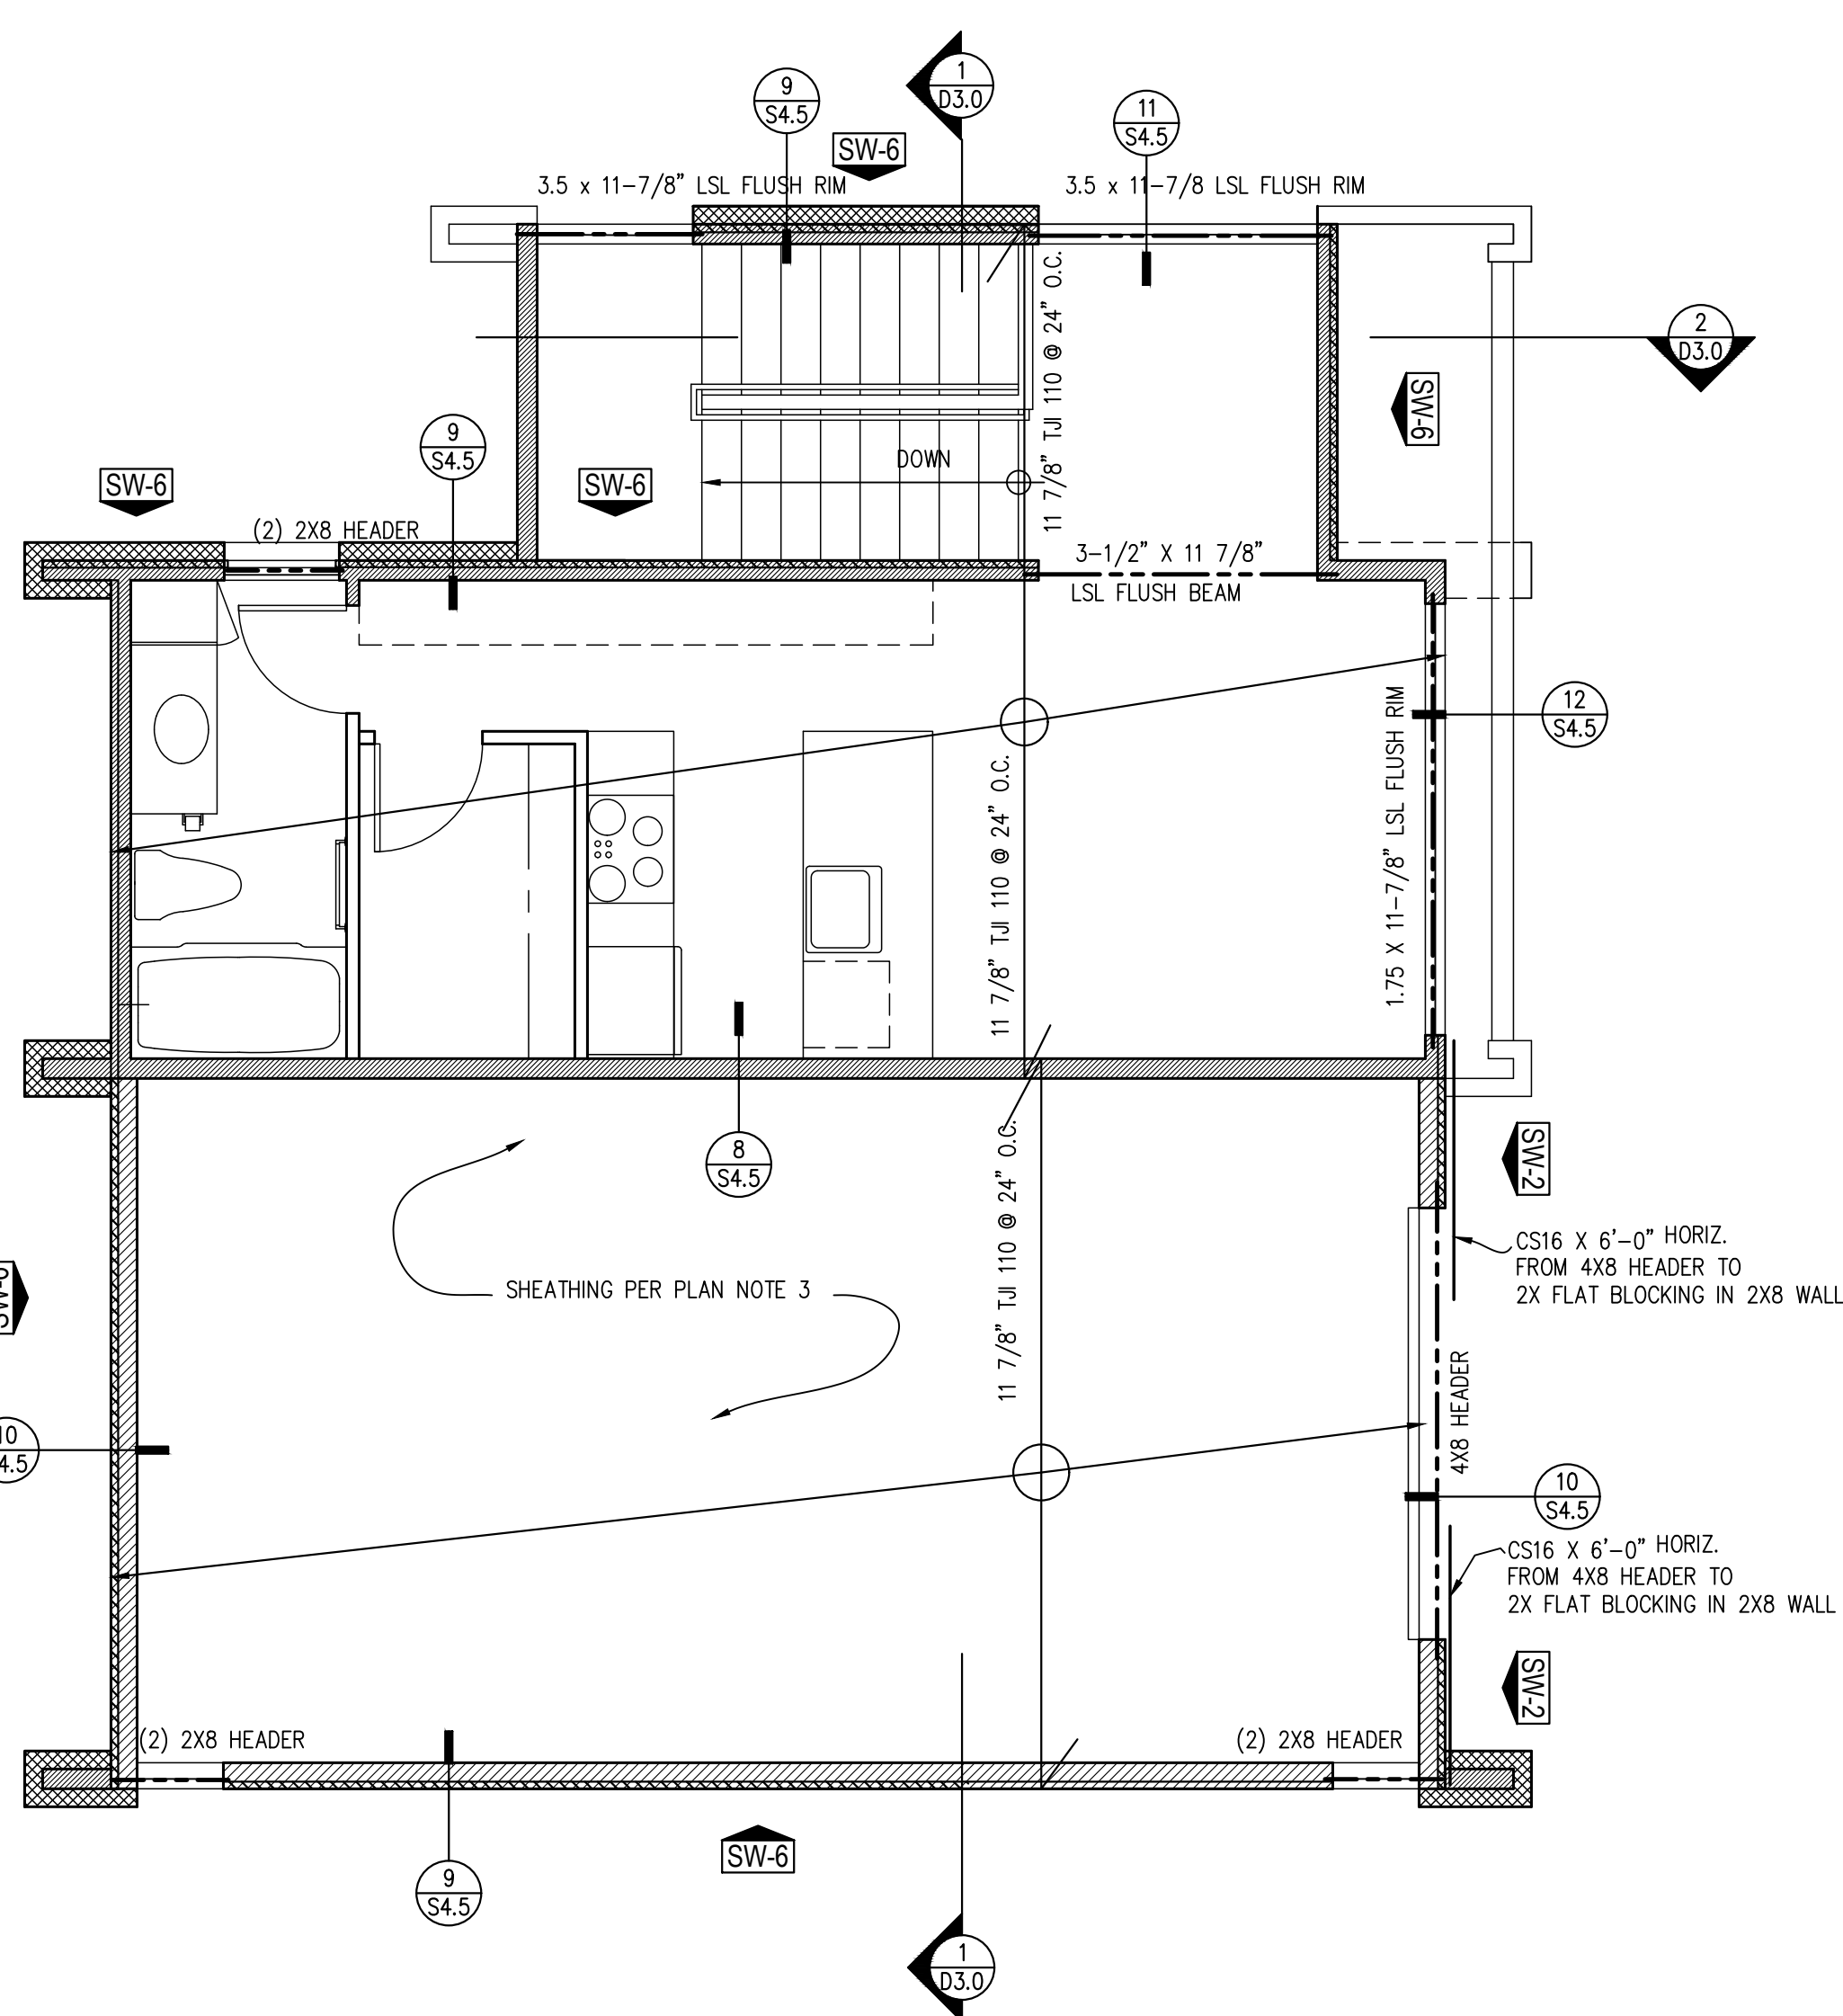 1
D3.0
9
S4.5
11
S4.5
SW-6
3.5 x 11-7/8" LSL FLUSH RIM
3.5 x 11-7/8 LSL FLUSH RIM
11 7/8" TJI 110 @ 24" O.C.
2
D3.0
SW-6
9
S4.5
DOWN
SW-6
SW-6
(2) 2X8 HEADER
3-1/2" X 11 7/8"
LSL FLUSH BEAM
12
S4.5
1.75 X 11-7/8" LSL FLUSH RIM
11 7/8" TJI 110 @ 24" O.C.
8
S4.5
SW-2
11 7/8" TJI 110 @ 24" O.C.
CS16 X 6'-0" HORIZ.
FROM 4X8 HEADER TO
2X FLAT BLOCKING IN 2X8 WALL
SHEATHING PER PLAN NOTE 3
4X8 HEADER
10
4.5
10
S4.5
CS16 X 6'-0" HORIZ.
FROM 4X8 HEADER TO
2X FLAT BLOCKING IN 2X8 WALL
SW-2
(2) 2X8 HEADER
(2) 2X8 HEADER
SW-6
9
S4.5
1
D3.0